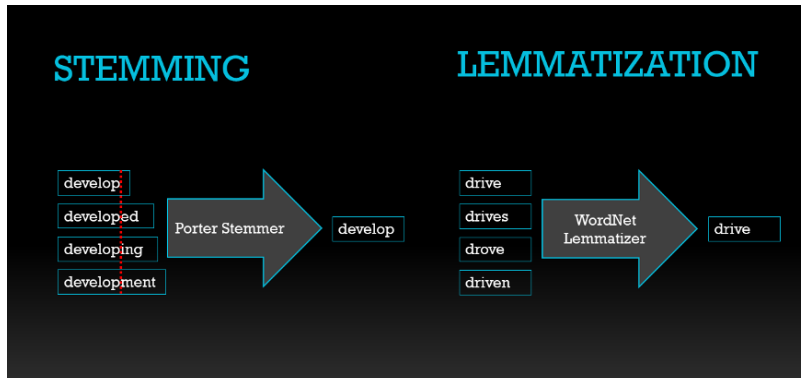 STEMMING
develop
developed
developing
development
Porter Stemmer
develop
LEMMATIZATION
drive
drives
drove
driven
WordNet
Lemmatizer
drive